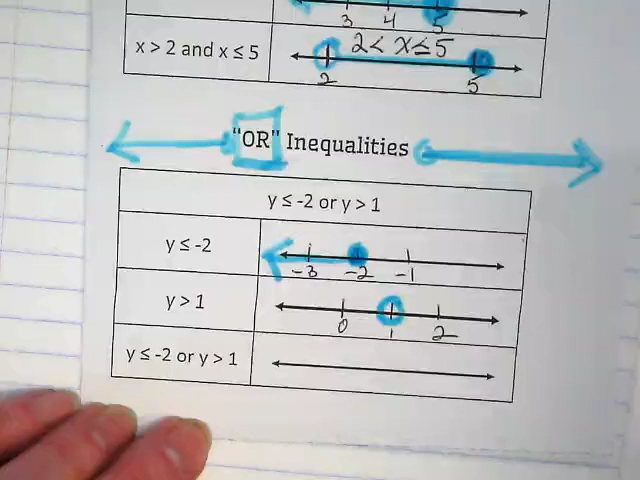 3 4 5
x > 2 and x ≤ 5
2 < x ≤ 5
2 5
"OR" Inequalities
y ≤ -2 or y > 1
y ≤ -2
-3 -2 -1
y > 1
0 1 2
y ≤ -2 or y > 1